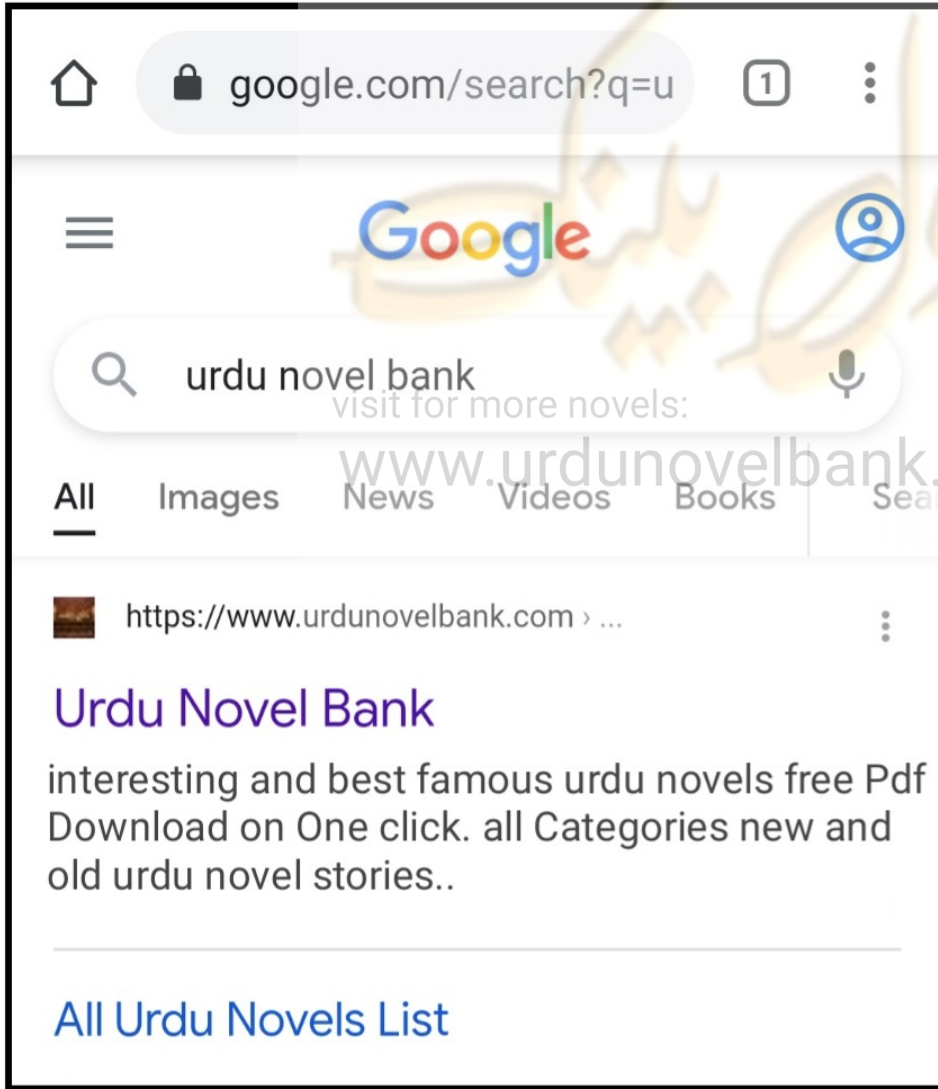 google.com/search?q=u
1
Google
urdu novel bank
visit for more novels:
www.urdunovelbank.
All Images News Videos Books Sea
https://www.urdunovelbank.com › ...
Urdu Novel Bank
interesting and best famous urdu novels free Pdf
Download on One click. all Categories new and
old urdu novel stories..
All Urdu Novels List